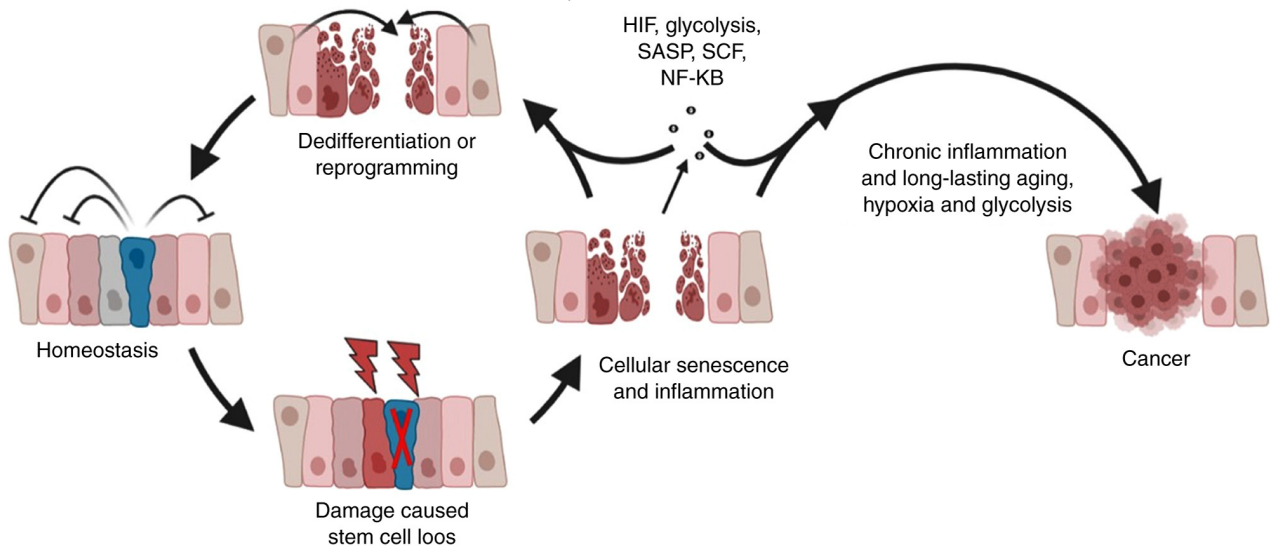 HIF, glycolysis,
SASP, SCF,
NF-KB
Dedifferentiation or
reprogramming
Chronic inflammation
and long-lasting aging,
hypoxia and glycolysis
Homeostasis
Cellular senescence
and inflammation
Cancer
Damage caused
stem cell loos